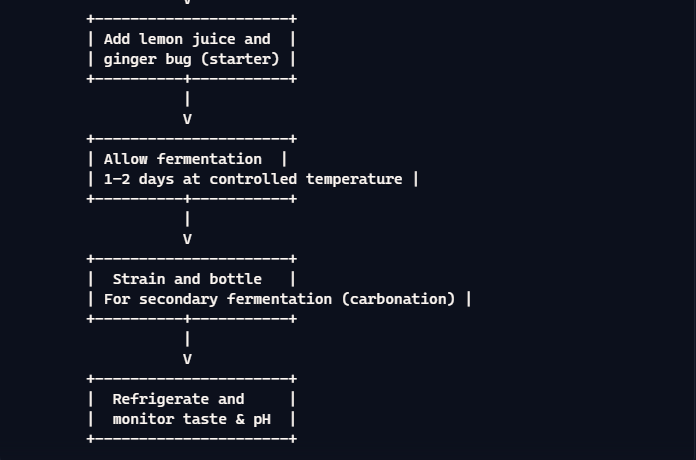 V
+----------------------+
| Add lemon juice and  |
| ginger bug (starter) |
+----------+-----------+
           |
           V
+----------------------+
| Allow fermentation  |
| 1–2 days at controlled temperature |
+----------+-----------+
           |
           V
+----------------------+
|  Strain and bottle   |
| For secondary fermentation (carbonation) |
+----------+-----------+
           |
           V
+----------------------+
|  Refrigerate and     |
|  monitor taste & pH  |
+----------------------+